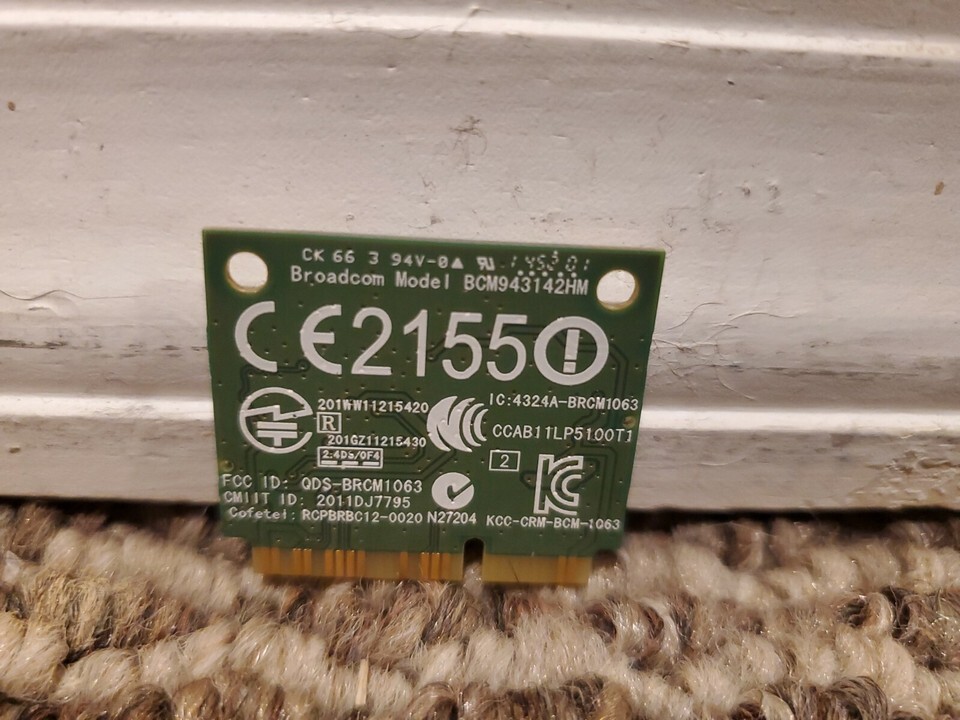 CK 66 3 94V-0
Broadcom Model BCM943142HM
CE2155
201WW11215420
R
201GZ11215430
2.4DS/OF4
IC:4324A-BRCM1063
CCAB11LP5100T1
2
FCC ID: QDS-BRCM1063
CMIIT ID: 2011DJ7795
Cofetel: RCPBRBC12-0020 N27204 KCC-CRM-BCM-1063